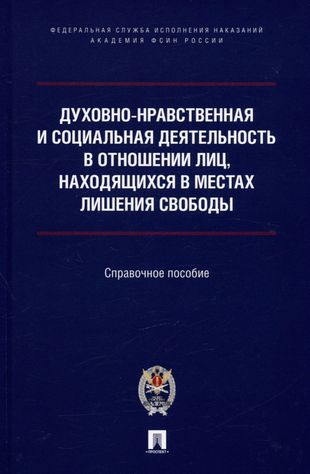 ФЕДЕРАЛЬНАЯ СЛУЖБА ИСПОЛНЕНИЯ НАКАЗАНИЙ
АКАДЕМИЯ ФСИН РОССИИ
ДУХОВНО-НРАВСТВЕННАЯ
И СОЦИАЛЬНАЯ ДЕЯТЕЛЬНОСТЬ
В ОТНОШЕНИИ ЛИЦ,
НАХОДЯЩИХСЯ В МЕСТАХ
ЛИШЕНИЯ СВОБОДЫ
Справочное пособие
ПРОСПЕКТ